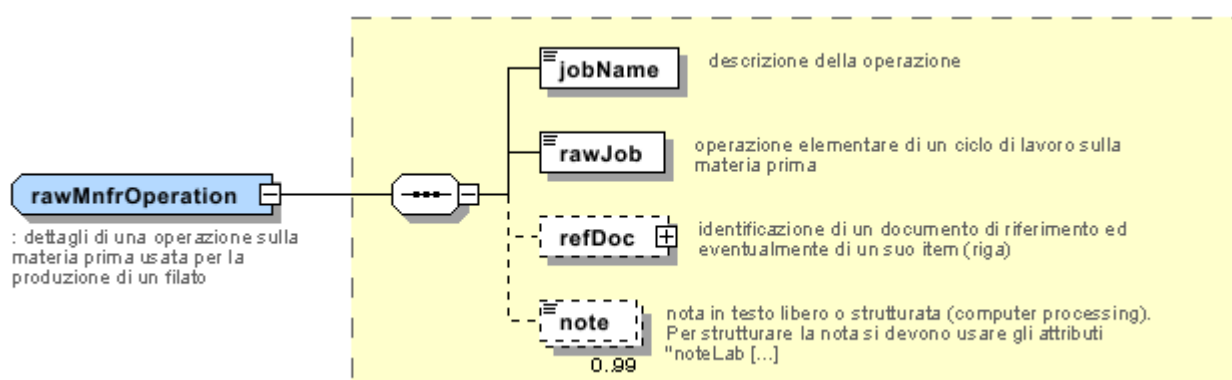 jobName
descrizione della operazione
rawJob
operazione elementare di un ciclo di lavoro sulla
materia prima
rawMnfrOperation
: dettagli di una operazione sulla
materia prima usata per la
produzione di un filato
refDoc
identificazione di un documento di riferimento ed
eventualmente di un suo item (riga)
note
nota in testo libero o strutturata (computer processing).
Per strutturare la nota si devono usare gli attributi
"noteLab [...]
0..99